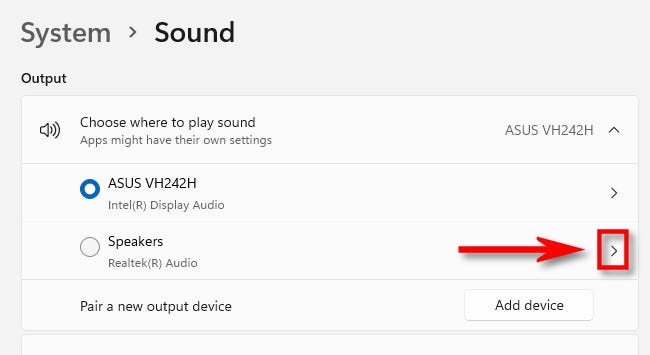 System > Sound
Output
Choose where to play sound
Apps might have their own settings
ASUS VH242H
ASUS VH242H
Intel(R) Display Audio
Speakers
Realtek(R) Audio
Pair a new output device
Add device